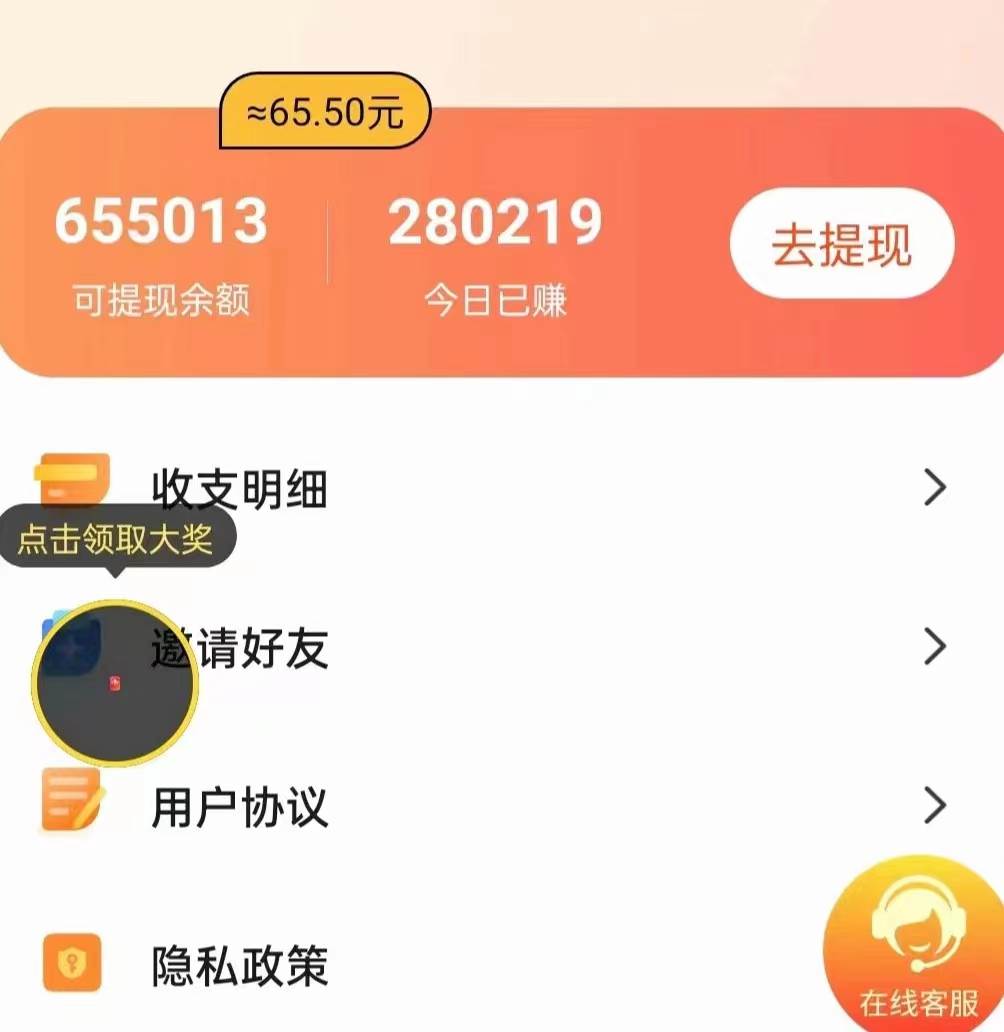 ≈65.50元
655013
280219
去提现
可提现余额
今日已赚
收支明细
点击领取大奖
邀请好友
用户协议
隐私政策
在线客服